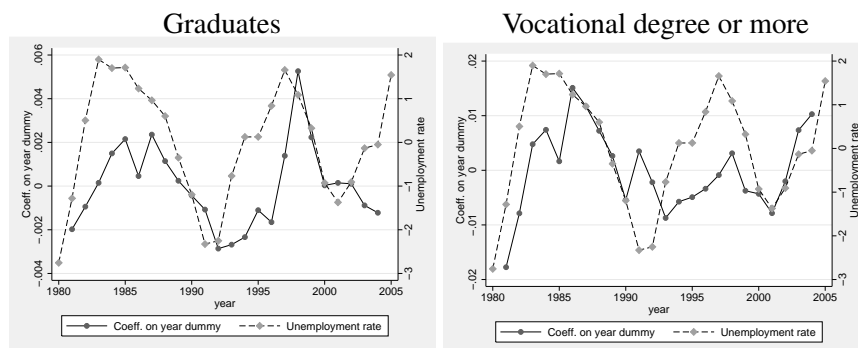 Graduates
Vocational degree or more
.006
.004
.002
0
-.002
-.004
Coeff. on year dummy
2
1
0
-1
-2
-3
Unemployment rate
1980 1985 1990 1995 2000 2005
year
Coeff. on year dummy Unemployment rate
.02
.01
0
-.01
-.02
Coeff. on year dummy
2
1
0
-1
-2
-3
Unemployment rate
1980 1985 1990 1995 2000 2005
year
Coeff. on year dummy Unemployment rate